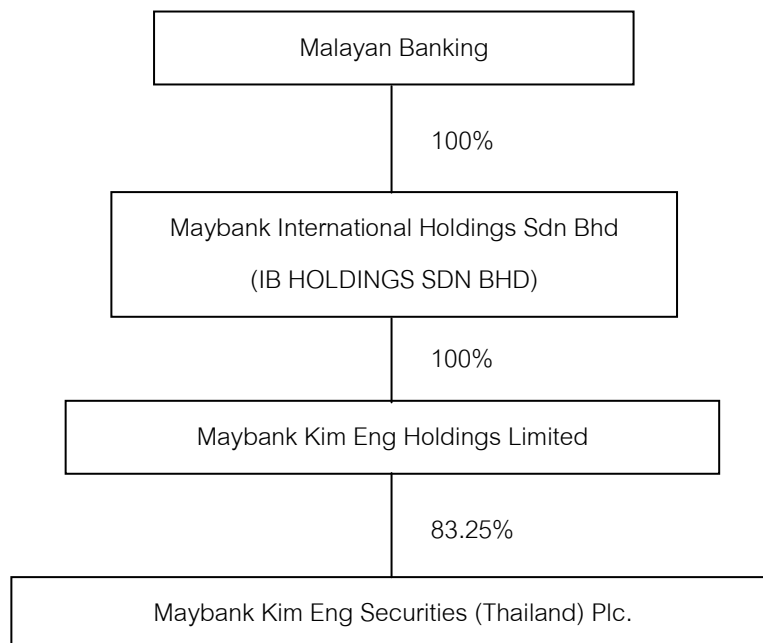 Malayan Banking
100%
Maybank International Holdings Sdn Bhd
(IB HOLDINGS SDN BHD)
100%
Maybank Kim Eng Holdings Limited
83.25%
Maybank Kim Eng Securities (Thailand) Plc.